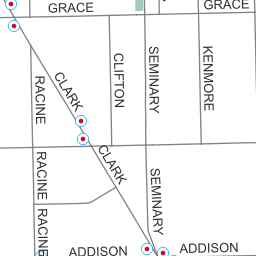 GRACE
GRACE
RACINE
CLARK
CLIFTON
SEMINARY
KENMORE
RACINE
CLARK
SEMINARY
RACINE
ADDISON
ADDISON